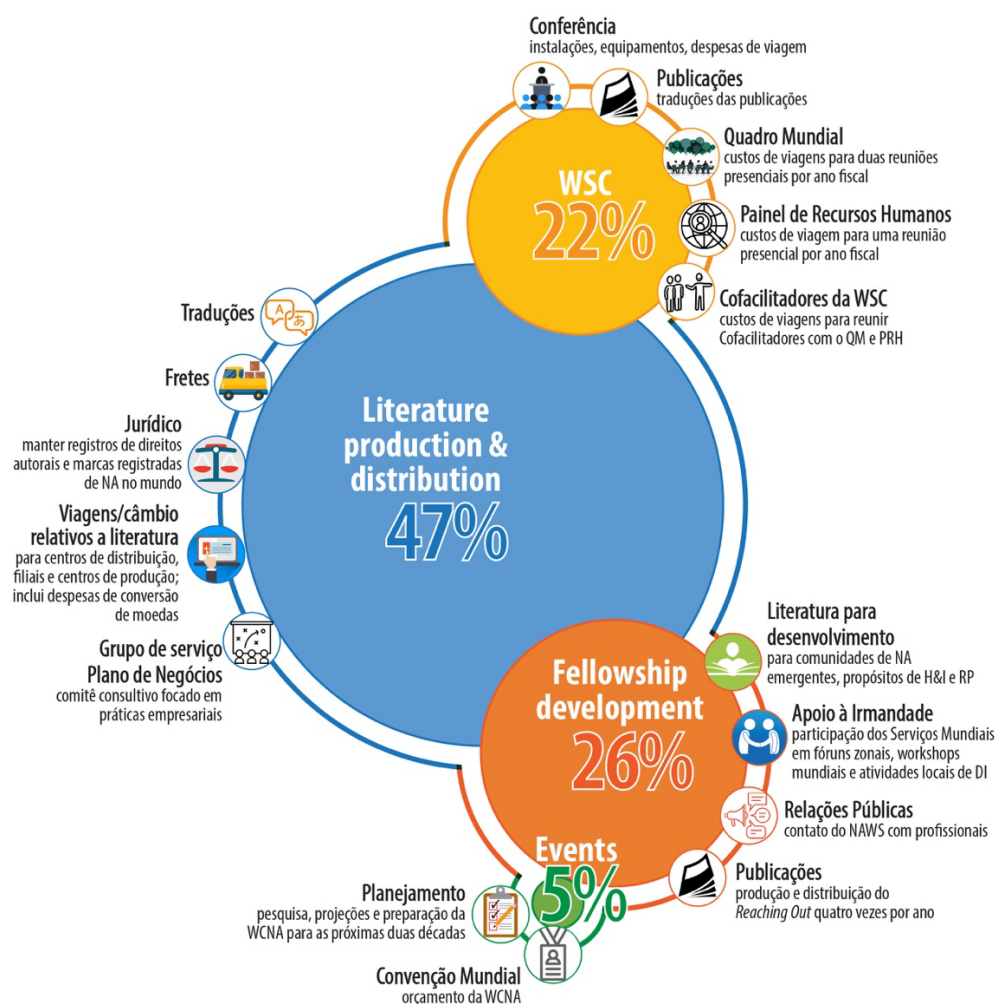 Conferência
instalações, equipamentos, despesas de viagem
Publicações
traduções das publicações
Quadro Mundial
custos de viagens para duas reuniões
presenciais por ano fiscal
Painel de Recursos Humanos
custos de viagem para uma reunião
presencial por ano fiscal
Cofacilitadores da WSC
custos de viagens para reunir
Cofacilitadores com o QM e PRH
WSC
22%
Traduções
A
あ
Fretes
Jurídico
manter registros de direitos
autorais e marcas registradas
de NA no mundo
Viagens/câmbio
relativos a literatura
para centros de distribuição,
filiais e centros de produção;
inclui despesas de conversão
de moedas
Grupo de serviço
Plano de Negócios
comitê consultivo focado em
práticas empresariais
Literature
production &
distribution
47%
Literatura para
desenvolvimento
para comunidades de NA
emergentes, propósitos de H&I e RP
Apoio à Irmandade
participação dos Serviços Mundiais
em fóruns zonais, workshops
mundiais e atividades locais de DI
Relações Públicas
contato do NAWS com profissionais
Publicações
produção e distribuição do
Reaching Out quatro vezes por ano
Fellowship
development
26%
Events
5%
Planejamento
pesquisa, projeções e preparação da
WCNA para as próximas duas décadas
Convenção Mundial
orçamento da WCNA